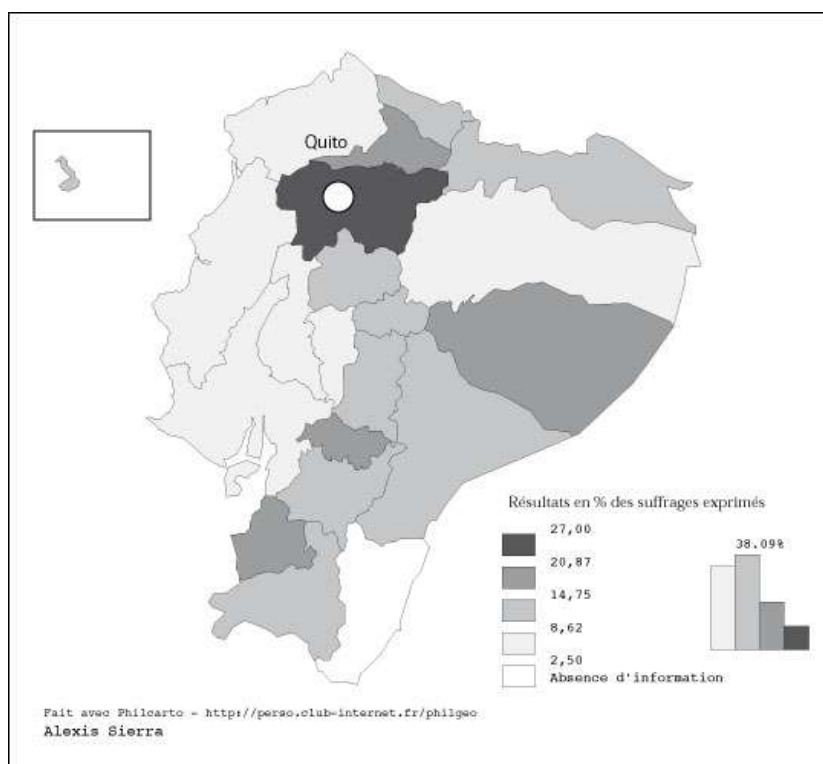 Quito
Résultats en % des suffrages exprimés
27,00
38.09%
20,87
14,75
8,62
2,50
Absence d'information
Fait avec Philcarto - http://perso.club-internet.fr/philgeo
Alexis Sierra